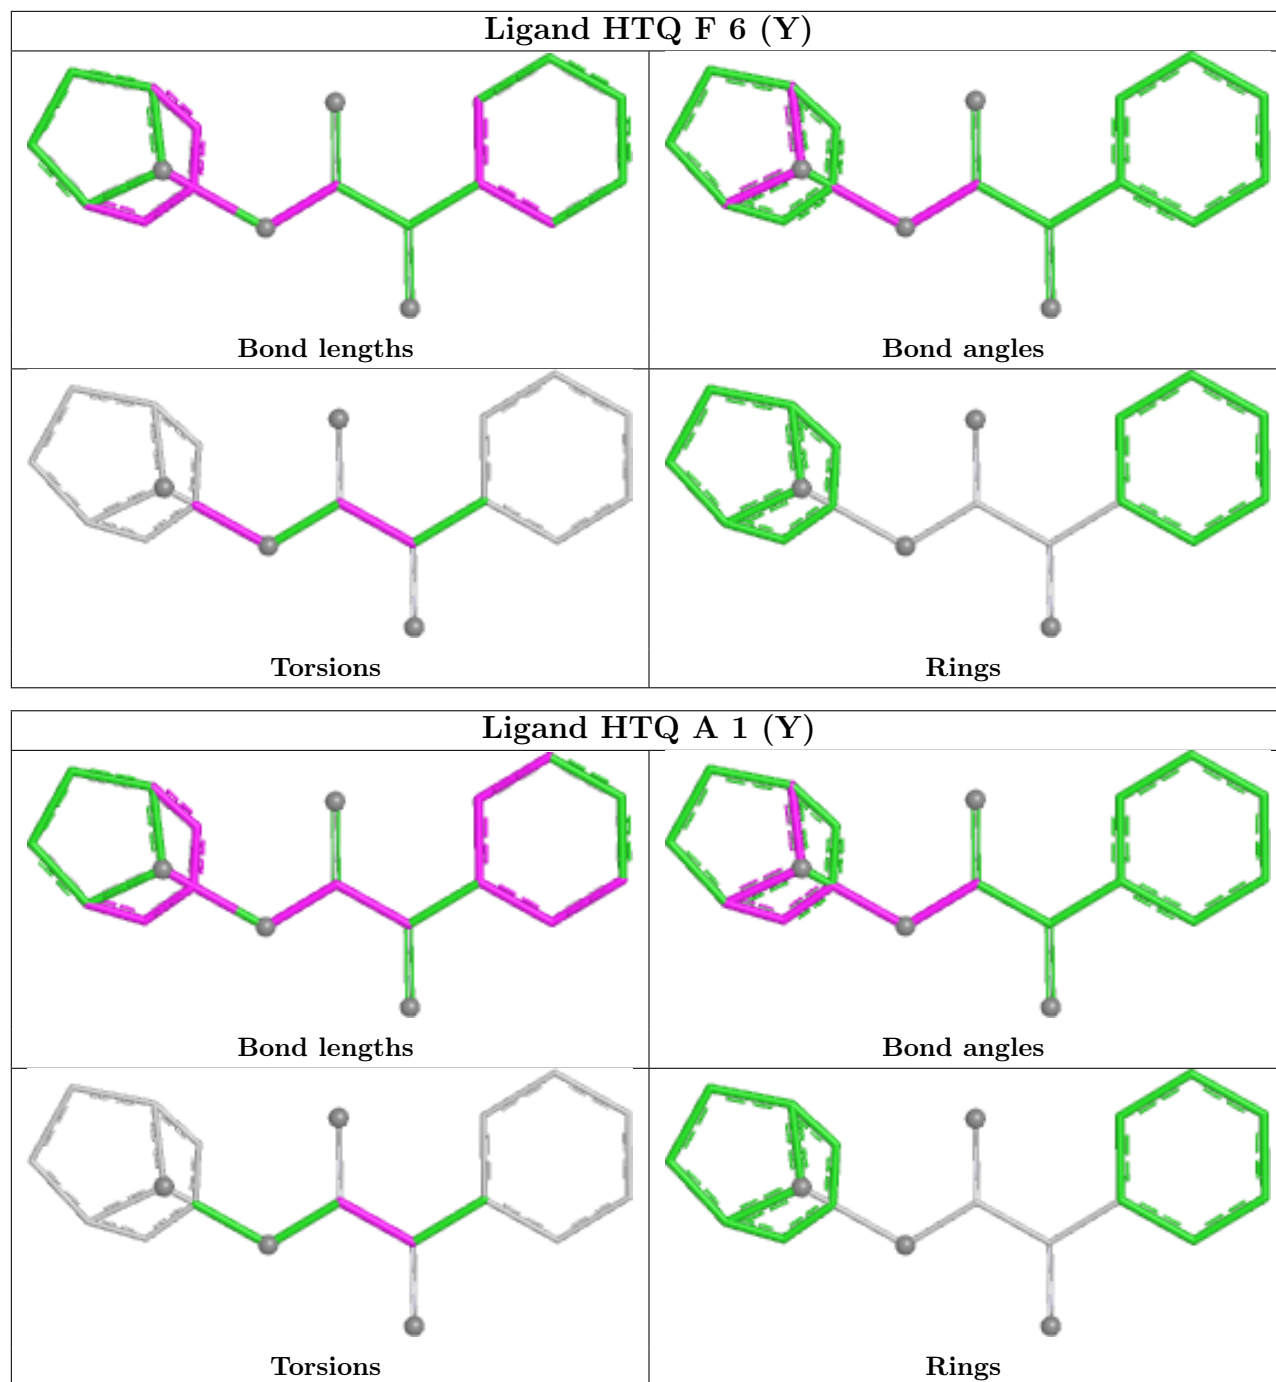 Ligand HTQ F 6 (Y)
Bond lengths
Bond angles
Torsions
Rings
Ligand HTQ A 1 (Y)
Bond lengths
Bond angles
Torsions
Rings